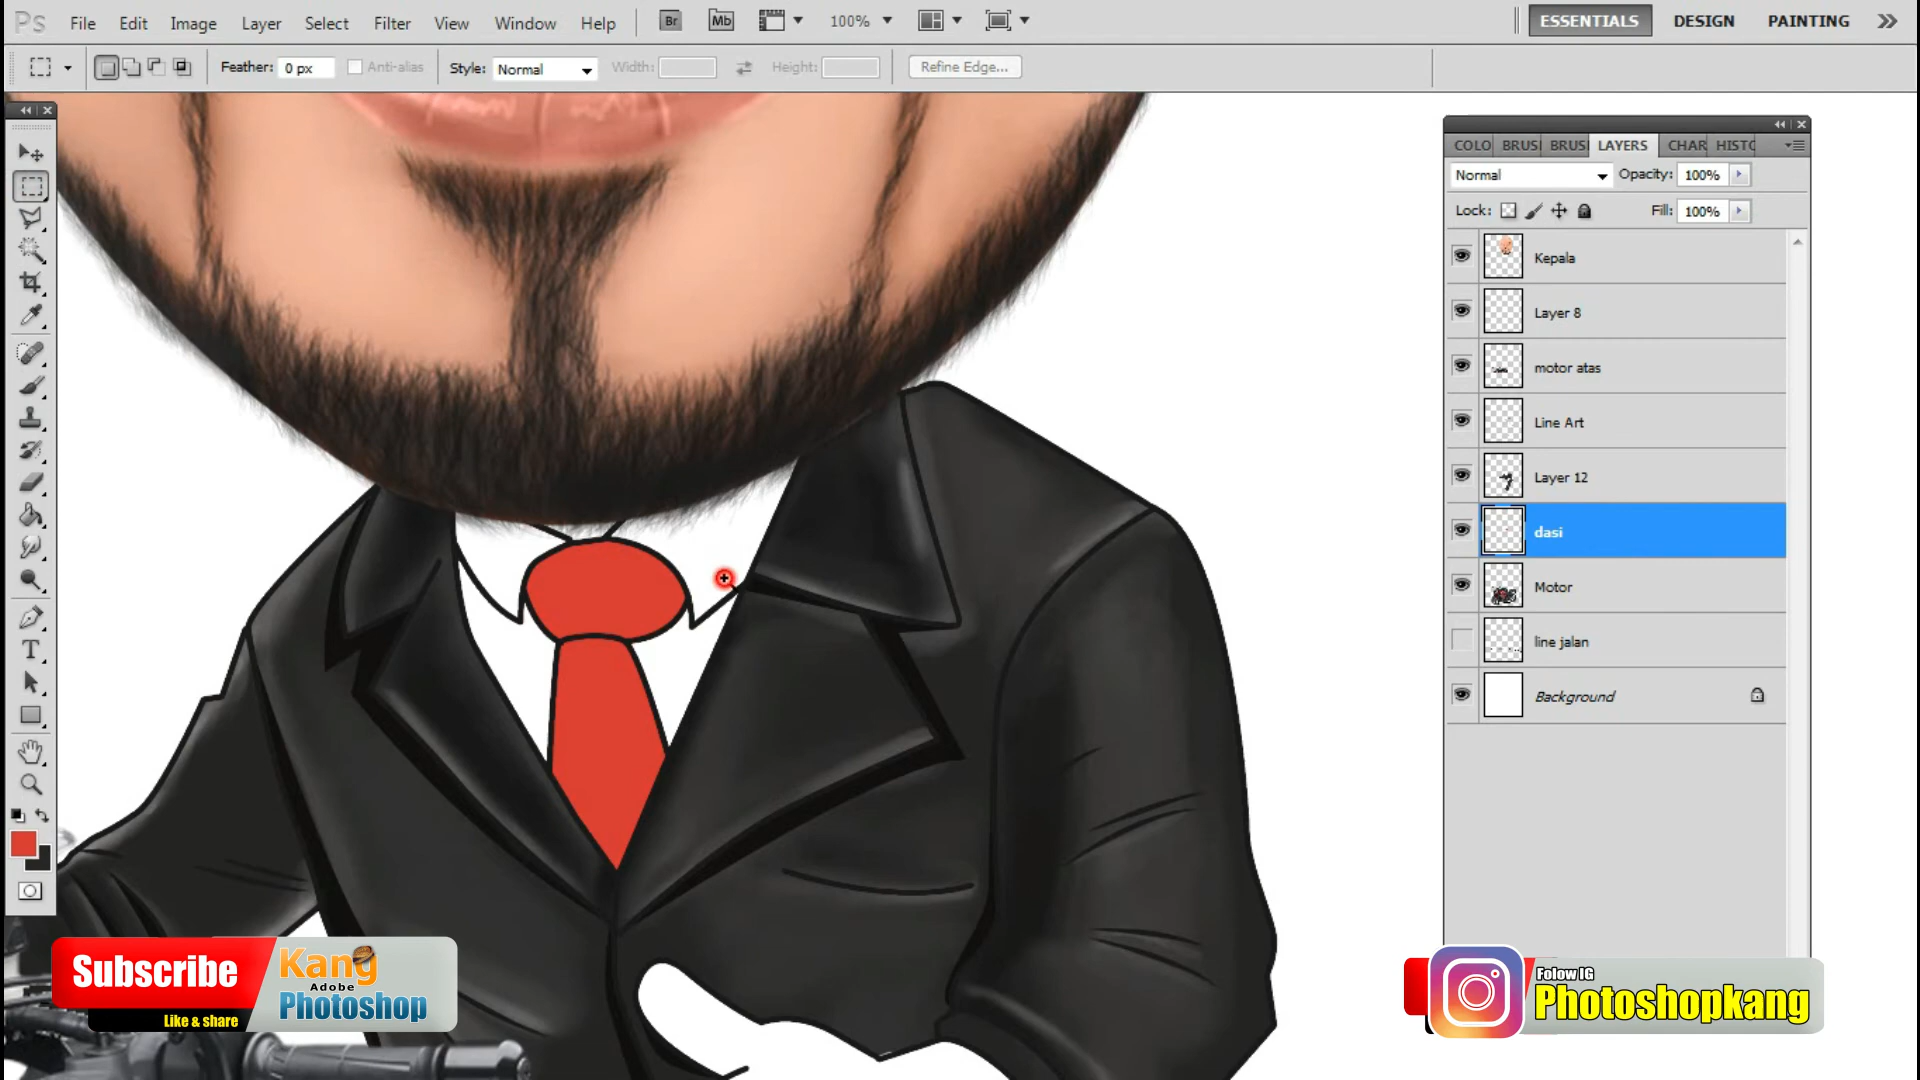 Ps File Edit Image Layer Select Filter View Window Help Br Mb 100% ESSENTIALS DESIGN PAINTING
Feather: 0 px Anti-alias Style: Normal Width: Height: Refine Edge...
COLO BRUS BRUS LAYERS CHAR HISTO
Normal Opacity: 100%
Lock: Fill: 100%
Kepala
Layer 8
motor atas
Line Art
Layer 12
dasi
Motor
line jalan
Background
T
Subscribe
Like & share
Kang
Adobe
Photoshop
Folow IG
Photoshopkang